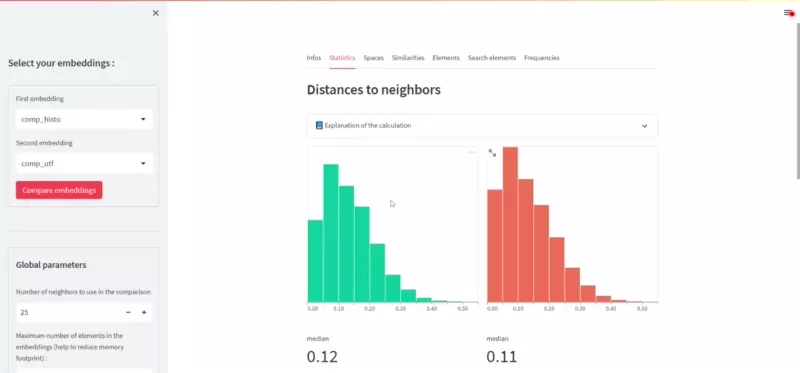 Select your embeddings :
First embedding
comp_histo
Second embedding
comp_utf
Compare embeddings
Global parameters
Number of neighbors to use in the comparison
25
Maximum number of elements in the
embeddings (help to reduce memory
footprint) :
Infos Statistics Spaces Similarities Elements Search elements Frequencies
Distances to neighbors
Explanation of the calculation
0.00 0.10 0.20 0.30 0.40 0.50
0.00 0.10 0.20 0.30 0.40 0.50
median
0.12
median
0.11